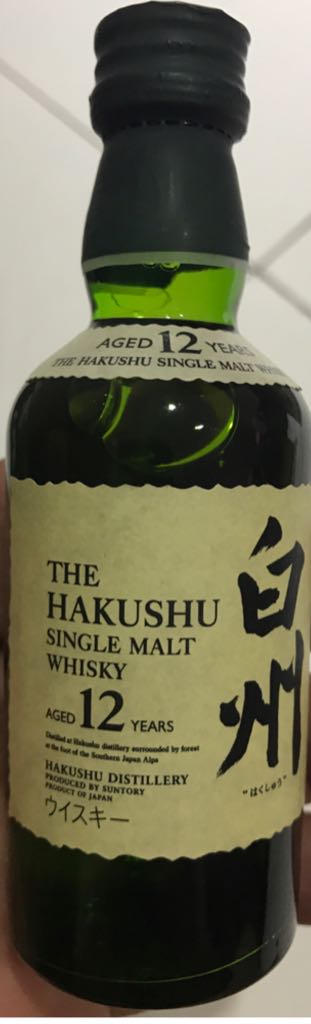 AGED 12 YEARS
THE HAKUSHU SINGLE MALT WHISKY
白州
"はくしゅう"
THE
HAKUSHU
SINGLE MALT
WHISKY
AGED 12 YEARS
Distilled at Hakushu distillery surrounded by forest
at the foot of the Southern Japan Alps
HAKUSHU DISTILLERY
PRODUCED BY SUNTORY
PRODUCT OF JAPAN
ウイスキー